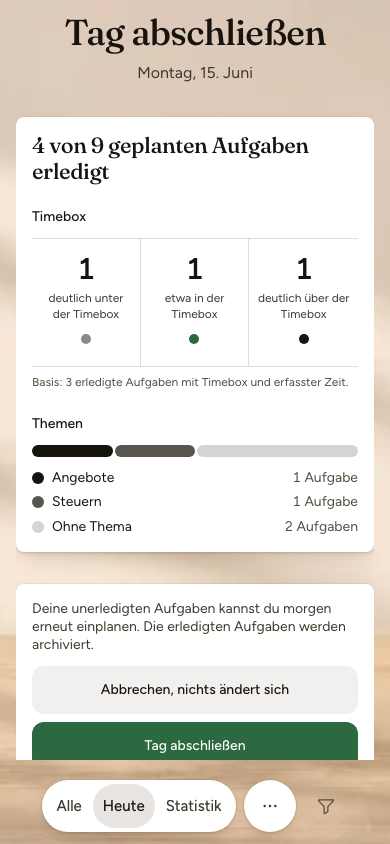 Tag abschließen
Montag, 15. Juni
4 von 9 geplanten Aufgaben
erledigt
Timebox
1
deutlich unter
der Timebox
1
etwa in der
Timebox
1
deutlich über der
Timebox
Basis: 3 erledigte Aufgaben mit Timebox und erfasster Zeit.
Themen
Angebote 1 Aufgabe
Steuern 1 Aufgabe
Ohne Thema 2 Aufgaben
Deine unerledigten Aufgaben kannst du morgen
erneut einplanen. Die erledigten Aufgaben werden
archiviert.
Abbrechen, nichts ändert sich
Tag abschließen
Alle Heute Statistik ...